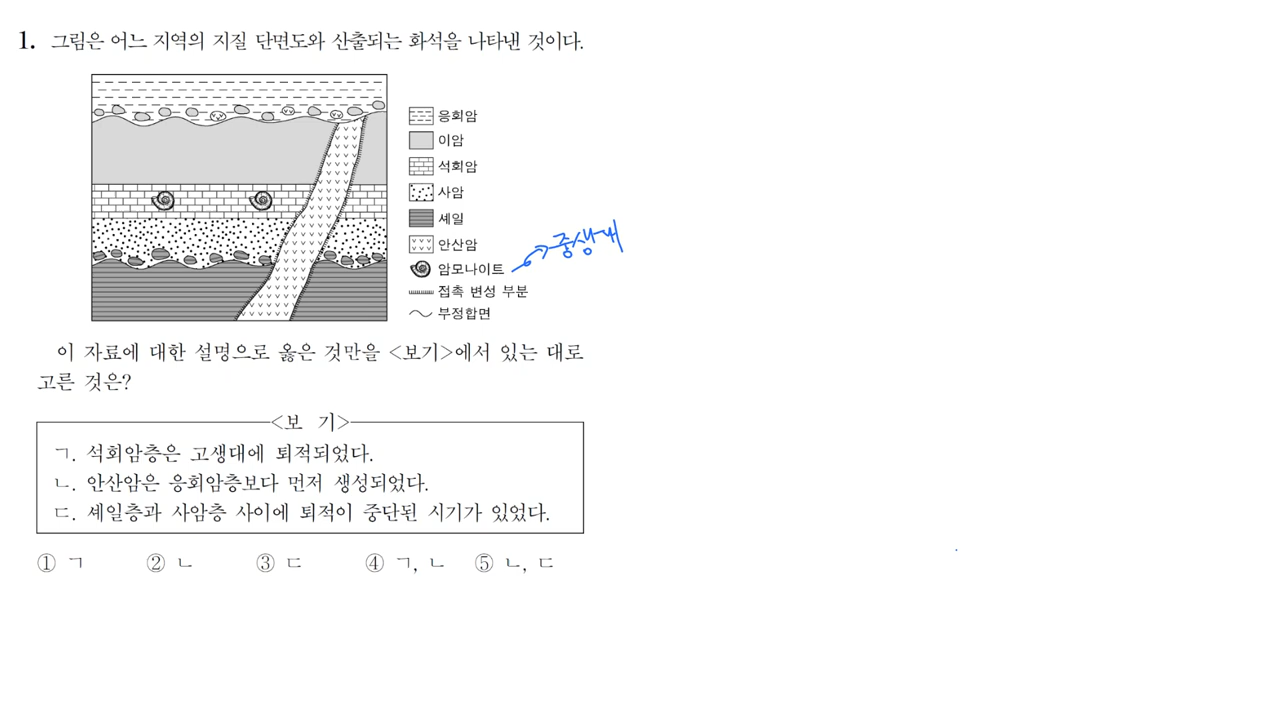 1. 그림은 어느 지역의 지질 단면도와 산출되는 화석을 나타낸 것이다.
응회암
이암
석회암
사암
셰일
안산암
암모나이트 → 중생대
접촉 변성 부분
부정합면
이 자료에 대한 설명으로 옳은 것만을 <보기>에서 있는 대로
고른 것은?
<보 기>
ㄱ. 석회암층은 고생대에 퇴적되었다.
ㄴ. 안산암은 응회암층보다 먼저 생성되었다.
ㄷ. 셰일층과 사암층 사이에 퇴적이 중단된 시기가 있었다.
① ㄱ ② ㄴ ③ ㄷ ④ ㄱ, ㄴ ⑤ ㄴ, ㄷ